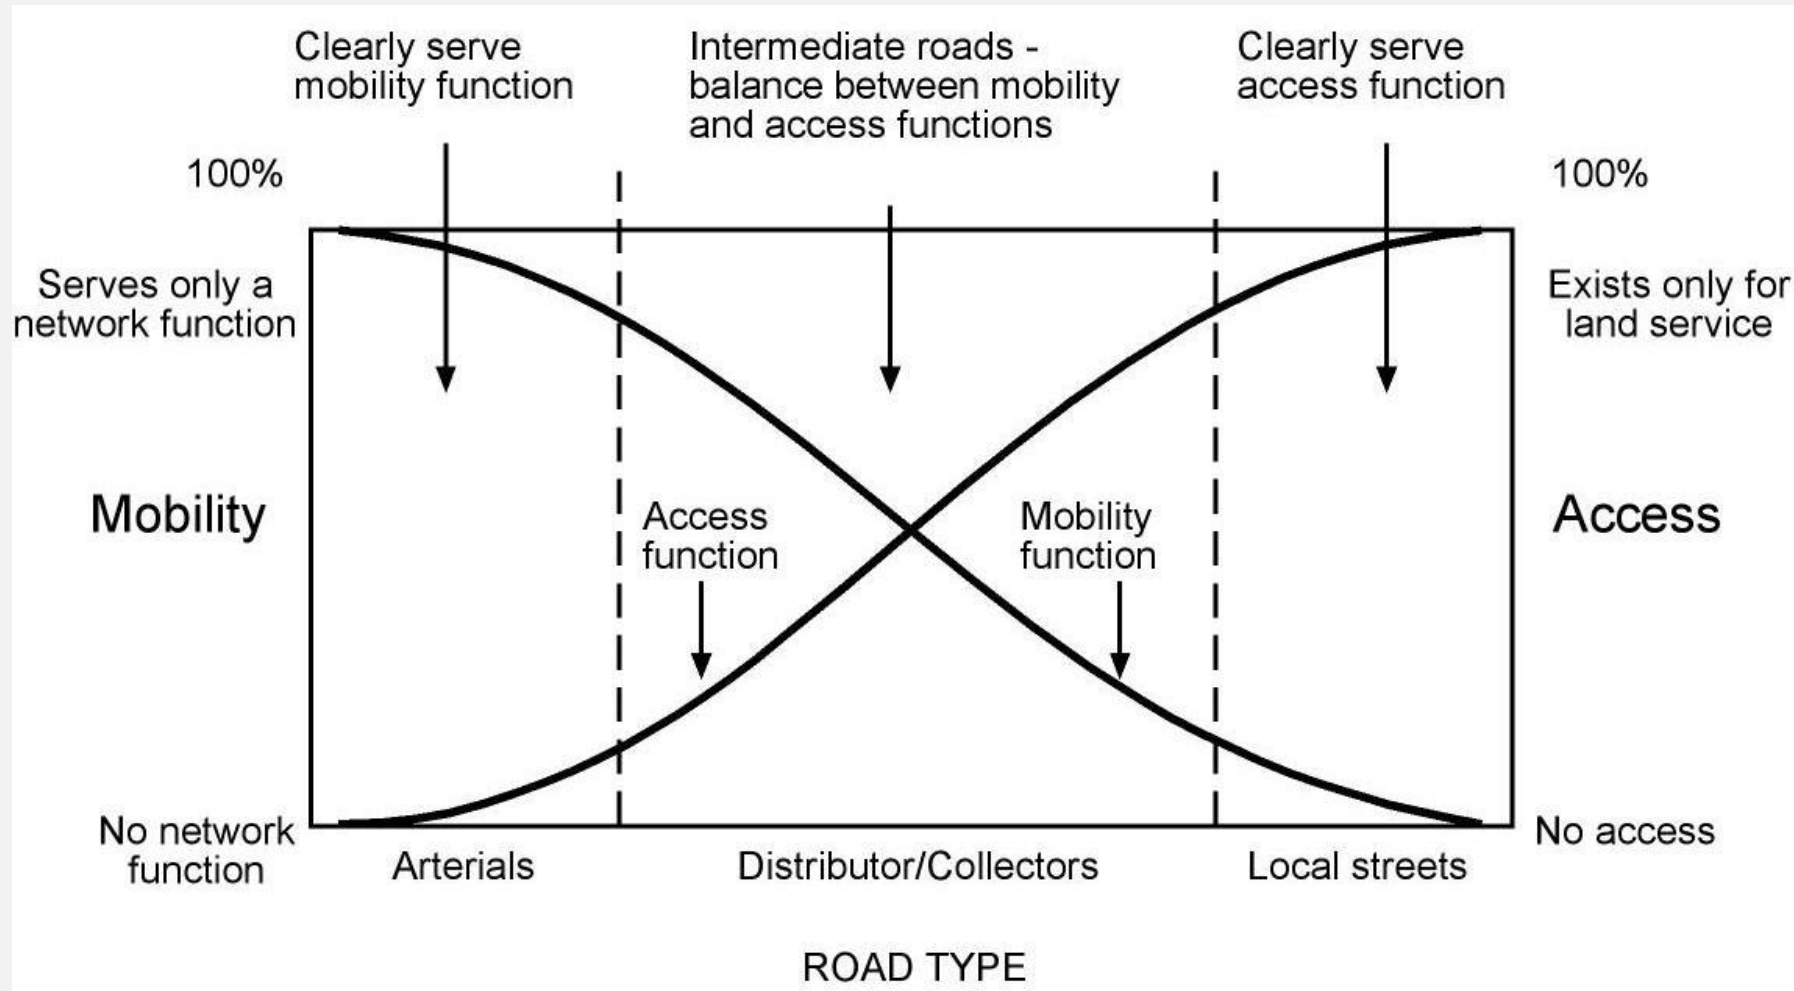 Clearly serve
mobility function
Intermediate roads -
balance between mobility
and access functions
Clearly serve
access function
100%
100%
Serves only a
network function
Exists only for
land service
Mobility
Access
function
Mobility
function
Access
No network
function
No access
Arterials
Distributor/Collectors
Local streets
ROAD TYPE